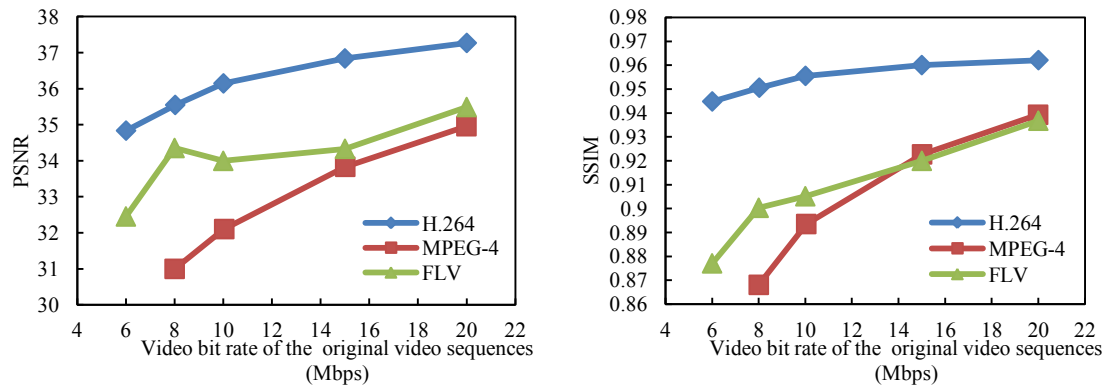 38
37
36
35
34
33
32
31
30
PSNR
H.264
MPEG-4
FLV
4 6 8 10 12 14 16 18 20 22
Video bit rate of the original video sequences
(Mbps)
0.98
0.97
0.96
0.95
0.94
0.93
0.92
0.91
0.9
0.89
0.88
0.87
0.86
SSIM
H.264
MPEG-4
FLV
4 6 8 10 12 14 16 18 20 22
Video bit rate of the original video sequences
(Mbps)